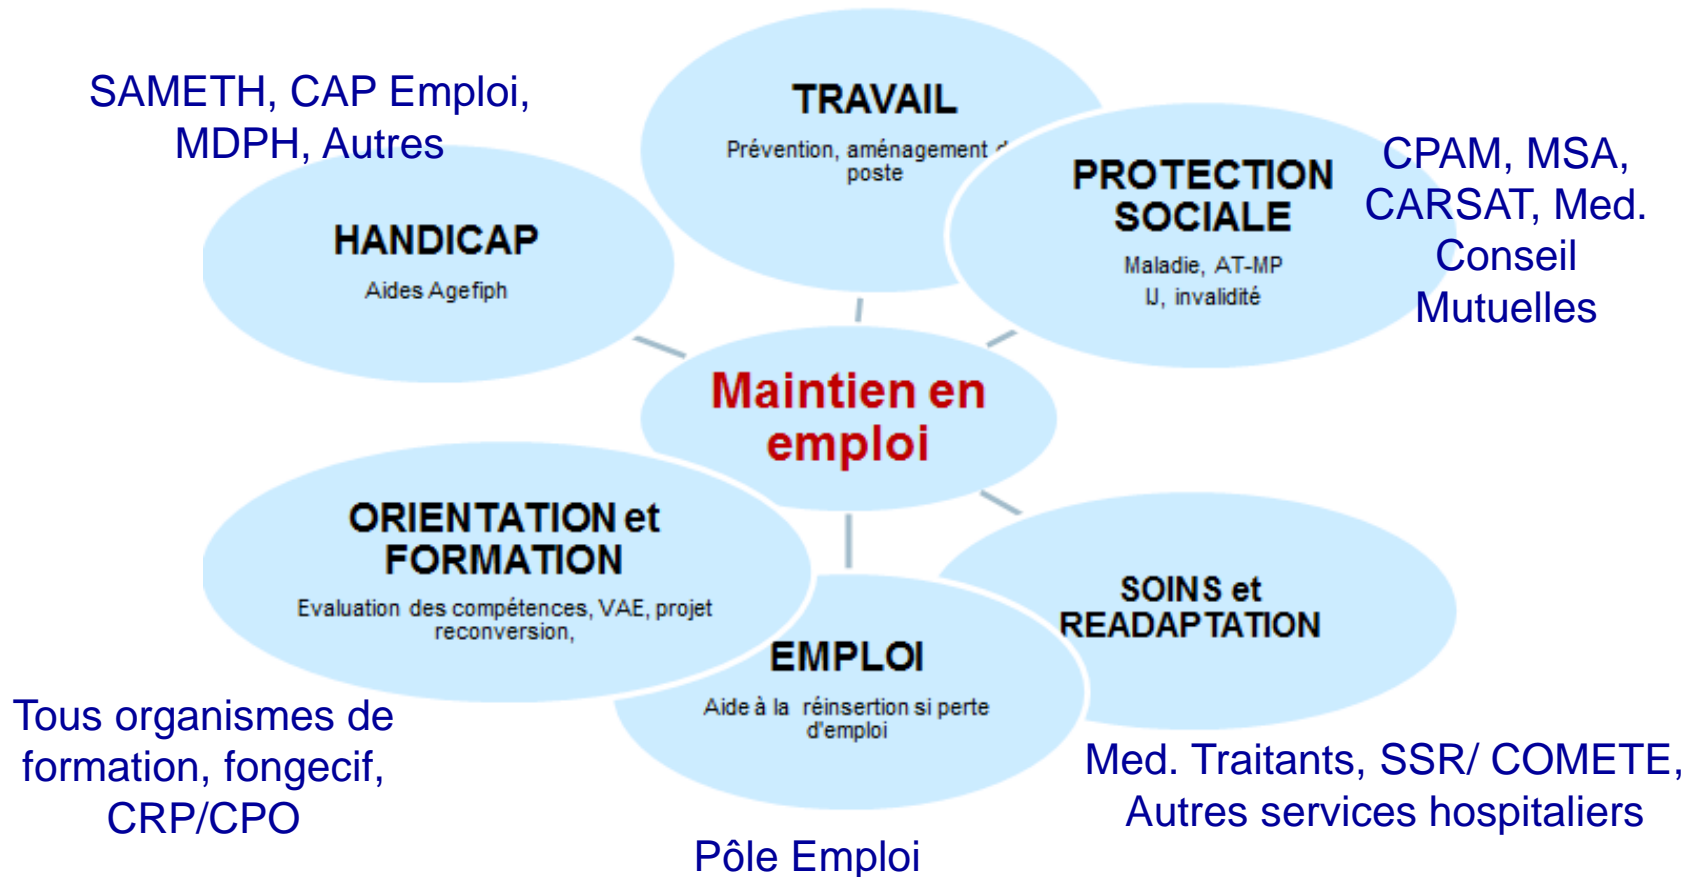 SAMETH, CAP Emploi,
MDPH, Autres
TRAVAIL
Prévention, aménagement
poste
PROTECTION
SOCIALE
Maladie, AT-MP
IJ, invalidité
CPAM, MSA,
CARSAT, Med.
Conseil
Mutuelles
HANDICAP
Aides Agefiph
Maintien en
emploi
ORIENTATION et
FORMATION
Evaluation des compétences, VAE, projet
reconversion,
SOINS et
READAPTATION
EMPLOI
Aide à la réinsertion si perte
d'emploi
Tous organismes de
formation, fongecif,
CRP/CPO
Med. Traitants, SSR/ COMETE,
Autres services hospitaliers
Pôle Emploi